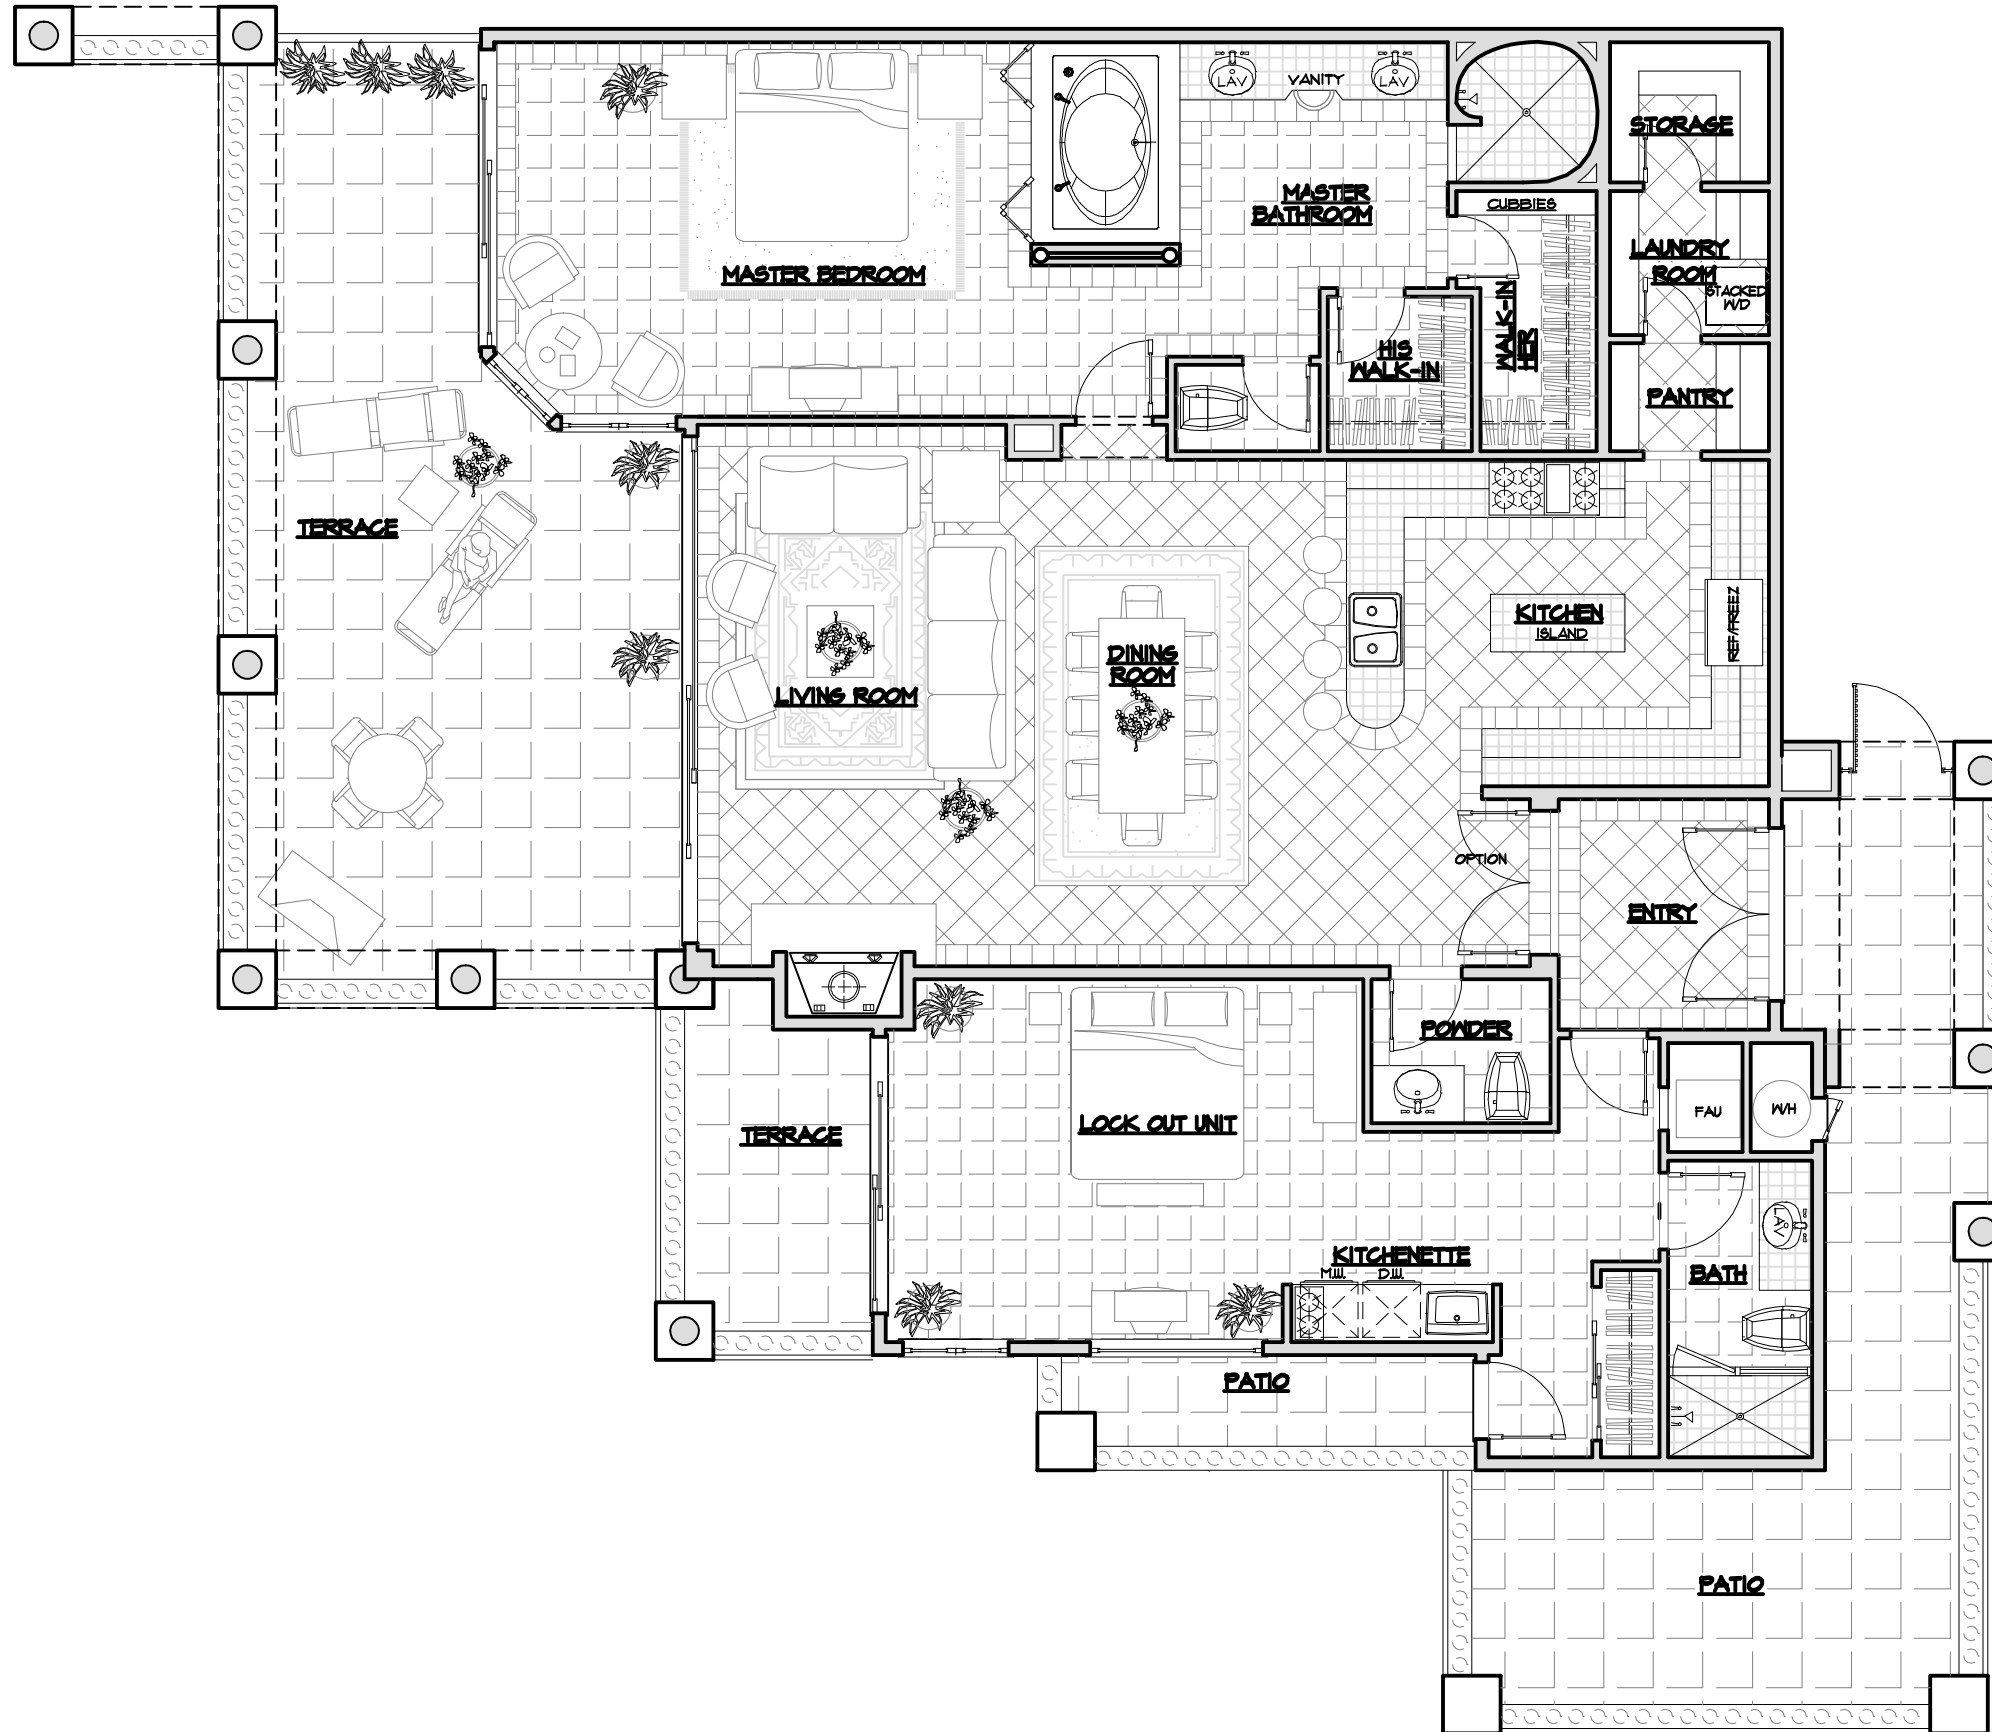 LAV
VANITY
LAV
STORAGE
MASTER
BATHROOM
CUBBIES
LAUNDRY
ROOM
STACKED
W/D
MASTER BEDROOM
WALK-IN
HER
HIS
WALK-IN
PANTRY
TERRACE
KITCHEN
ISLAND
REF/FREEZ
DINING
ROOM
LIVING ROOM
OPTION
ENTRY
POWDER
LOCK OUT UNIT
FAU
W/H
TERRACE
LAV
KITCHENETTE
M.W.
D.W.
BATH
PATIO
PATIO